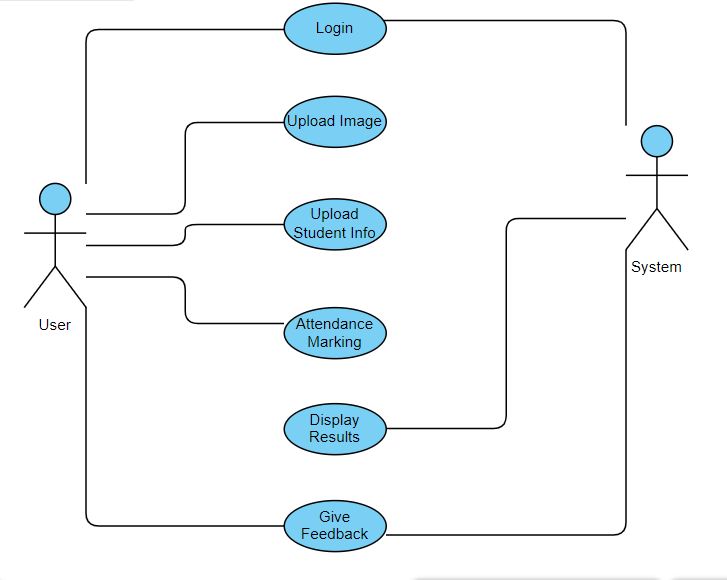 Login
Upload Image
Upload
Student Info
User
System
Attendance
Marking
Display
Results
Give
Feedback